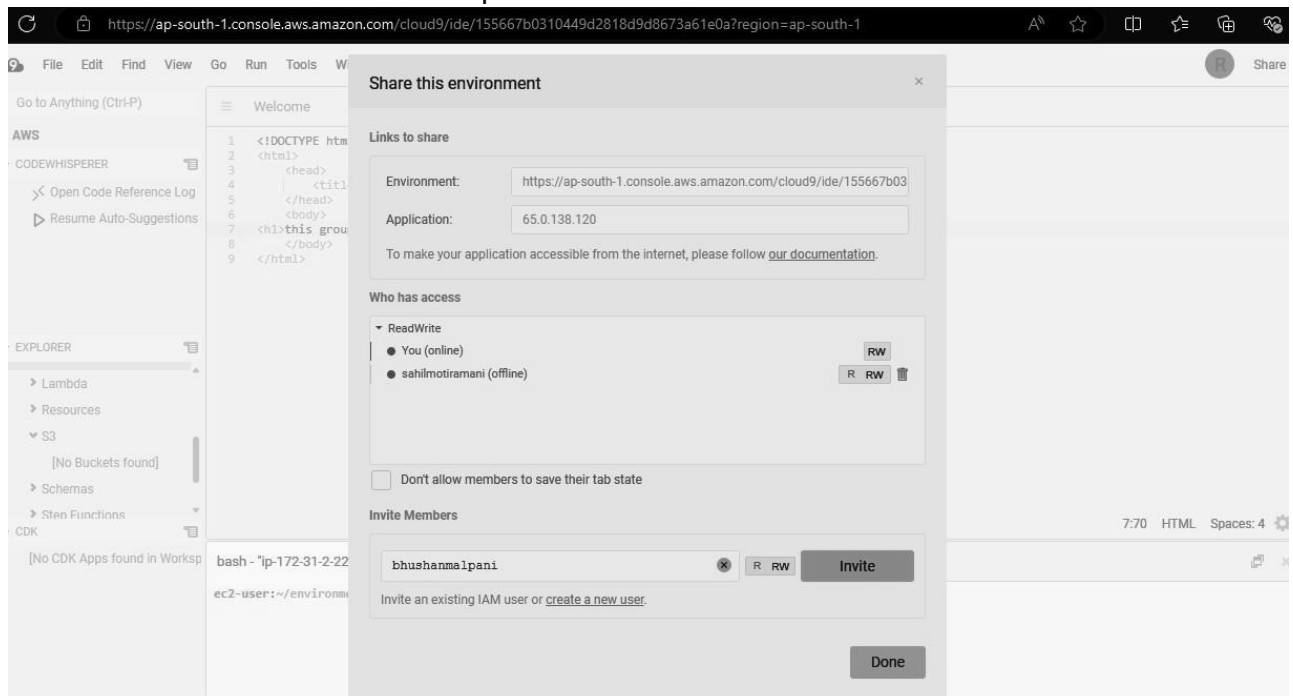 https://ap-south-1.console.aws.amazon.com/cloud9/ide/155667b0310449d2818d9d8673a61e0a?region=ap-south-1
File Edit Find View Go Run Tools
R Share
Go to Anything (Ctrl-P)
Welcome
AWS
CODEWHISPERER
Open Code Reference Log
Resume Auto-Suggestions
1 <!DOCTYPE htm
2 <html>
3 <head>
4 <titl
5 </head>
6 <body>
7 <h1>this grou
8 </body>
9 </html>
EXPLORER
Lambda
Resources
S3
[No Buckets found]
Schemas
Step Functions
CDK
[No CDK Apps found in Worksp
Share this environment
Links to share
Environment: https://ap-south-1.console.aws.amazon.com/cloud9/ide/155667b03
Application: 65.0.138.120
To make your application accessible from the internet, please follow our documentation.
Who has access
ReadWrite
You (online) RW
sahilmotiramani (offline) R RW
Don't allow members to save their tab state
Invite Members
bhushanmalpani R RW Invite
Invite an existing IAM user or create a new user.
Done
7:70 HTML Spaces: 4
bash - "ip-172-31-2-22
ec2-user:~/environme